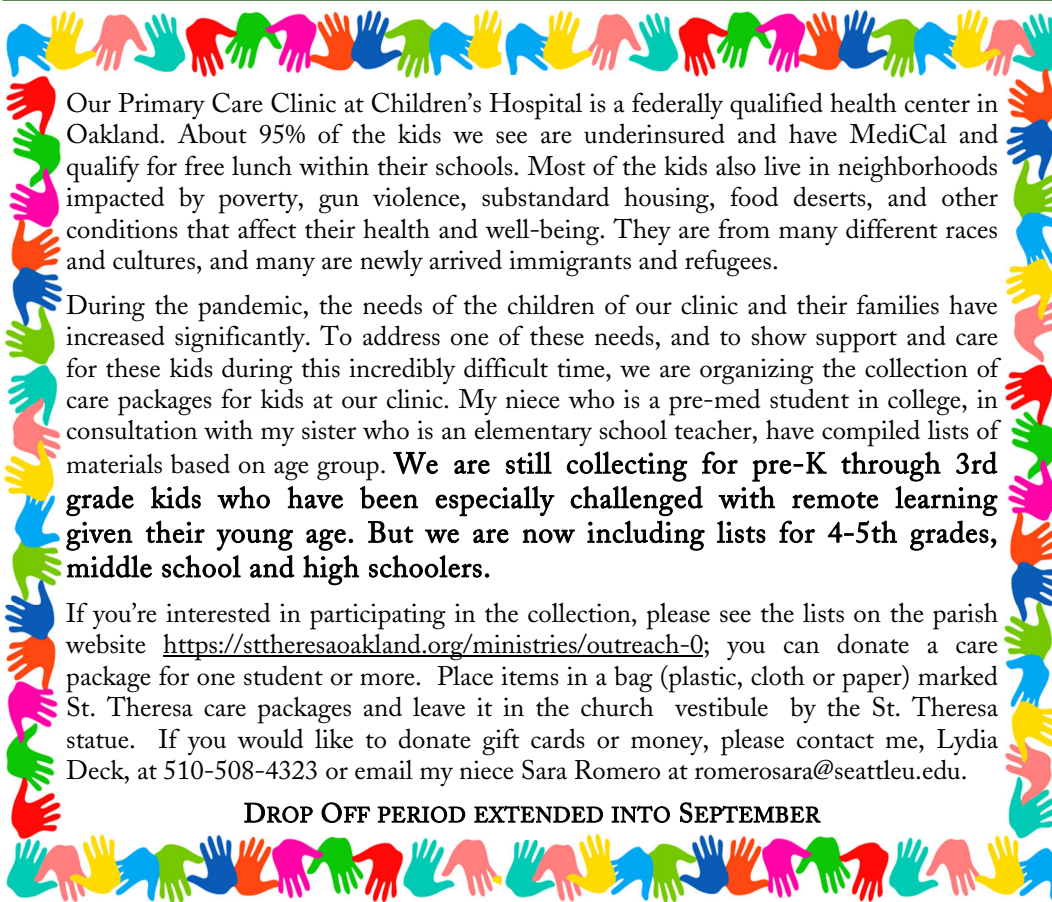 Our Primary Care Clinic at Children's Hospital is a federally qualified health center in
Oakland. About 95% of the kids we see are underinsured and have MediCal and
qualify for free lunch within their schools. Most of the kids also live in neighborhoods
impacted by poverty, gun violence, substandard housing, food deserts, and other
conditions that affect their health and well-being. They are from many different races
and cultures, and many are newly arrived immigrants and refugees.
During the pandemic, the needs of the children of our clinic and their families have
increased significantly. To address one of these needs, and to show support and care
for these kids during this incredibly difficult time, we are organizing the collection of
care packages for kids at our clinic. My niece who is a pre-med student in college, in
consultation with my sister who is an elementary school teacher, have compiled lists of
materials based on age group. We are still collecting for pre-K through 3rd
grade kids who have been especially challenged with remote learning
given their young age. But we are now including lists for 4-5th grades,
middle school and high schoolers.
If you're interested in participating in the collection, please see the lists on the parish
website https://sttheresaoakland.org/ministries/outreach-0; you can donate a care
package for one student or more. Place items in a bag (plastic, cloth or paper) marked
St. Theresa care packages and leave it in the church vestibule by the St. Theresa
statue. If you would like to donate gift cards or money, please contact me, Lydia
Deck, at 510-508-4323 or email my niece Sara Romero at romerosara@seattleu.edu.
Drop Off period extended into September